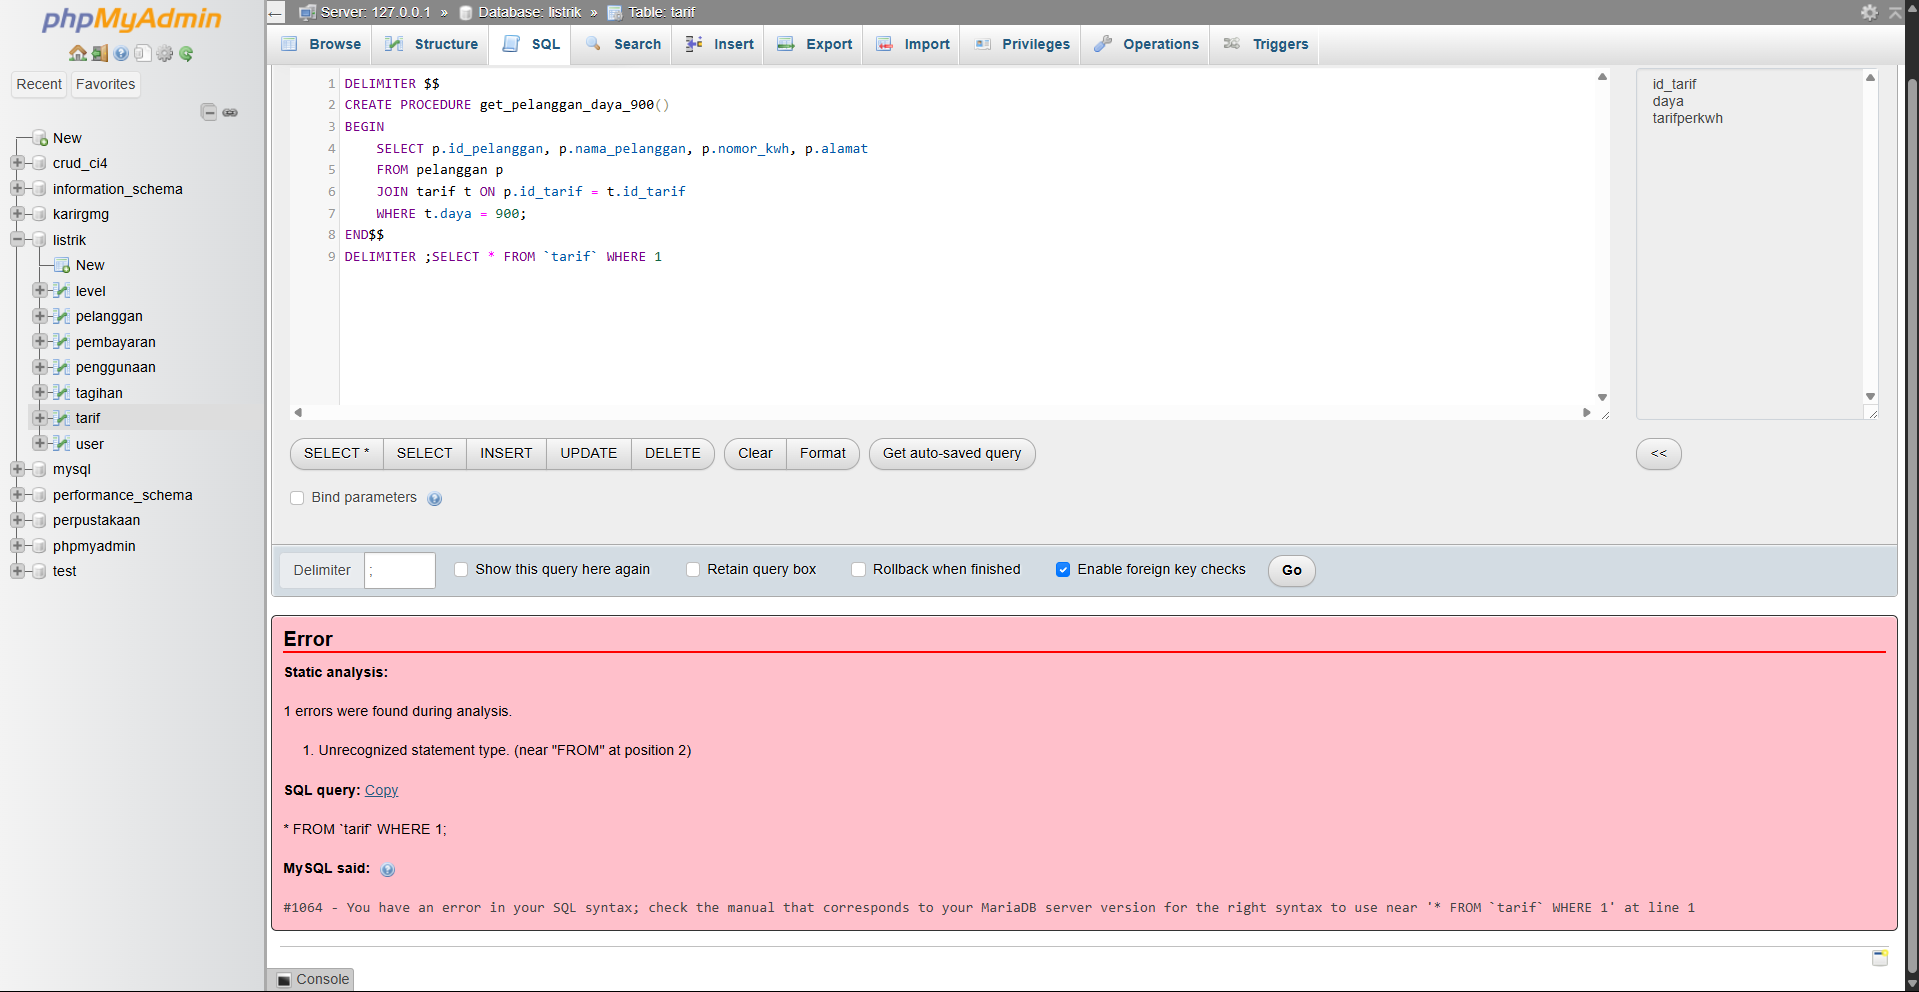 phpMyAdmin
Recent
Favorites
New
crud_ci4
information_schema
karirgmg
listrik
New
level
pelanggan
pembayaran
penggunaan
tagihan
tarif
user
mysql
performance_schema
perpustakaan
phpmyadmin
test
Server: 127.0.0.1 » Database: listrik » Table: tarif
Browse Structure SQL Search Insert Export Import Privileges Operations Triggers
1 DELIMITER $$
2 CREATE PROCEDURE get_pelanggan_daya_900()
3 BEGIN
4 SELECT p.id_pelanggan, p.nama_pelanggan, p.nomor_kwh, p.alamat
5 FROM pelanggan p
6 JOIN tarif t ON p.id_tarif = t.id_tarif
7 WHERE t.daya = 900;
8 END$$
9 DELIMITER ;SELECT * FROM `tarif` WHERE 1
id_tarif
daya
tarifperkwh
SELECT * SELECT INSERT UPDATE DELETE Clear Format Get auto-saved query <<
Bind parameters
Delimiter ; Show this query here again Retain query box Rollback when finished Enable foreign key checks Go
Error
Static analysis:
1 errors were found during analysis.
1. Unrecognized statement type. (near "FROM" at position 2)
SQL query: Copy
* FROM `tarif` WHERE 1;
MySQL said:
#1064 - You have an error in your SQL syntax; check the manual that corresponds to your MariaDB server version for the right syntax to use near '* FROM `tarif` WHERE 1' at line 1
Console